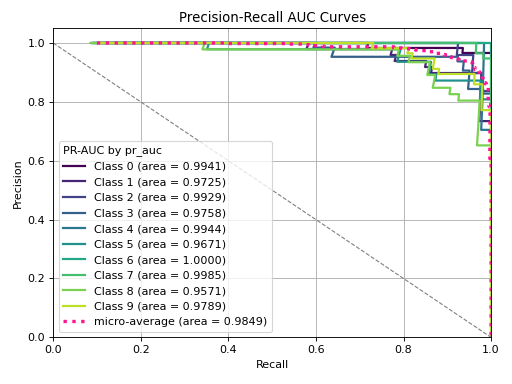 Precision-Recall AUC Curves
1.0
0.8
0.6
0.4
0.2
0.0
Precision
PR-AUC by pr_auc
Class 0 (area = 0.9941)
Class 1 (area = 0.9725)
Class 2 (area = 0.9929)
Class 3 (area = 0.9758)
Class 4 (area = 0.9944)
Class 5 (area = 0.9671)
Class 6 (area = 1.0000)
Class 7 (area = 0.9985)
Class 8 (area = 0.9571)
Class 9 (area = 0.9789)
micro-average (area = 0.9849)
0.0 0.2 0.4 0.6 0.8 1.0
Recall